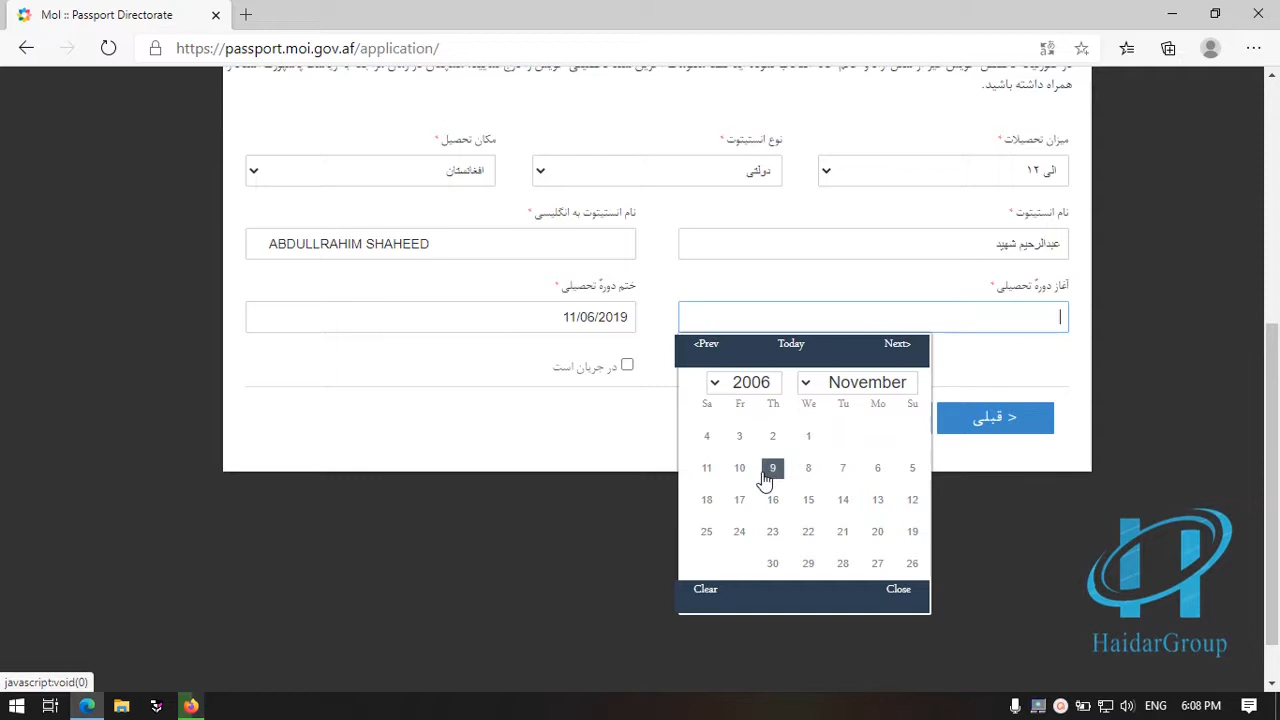 MoI :: Passport Directorate
https://passport.moi.gov.af/application/
همراه داشته باشید.
میزان تحصیلات *
نوع انستیتوت *
مکان تحصیل *
الی ۱۲
دولتی
افغانستان
نام انستیتوت *
نام انستیتوت به انگلیسی *
عبدالرحیم شهید
ABDULLRAHIM SHAHEED
آغاز دورهٔ تحصیلی *
ختم دورهٔ تحصیلی *
11/06/2019
در جریان است
< قبلی
<Prev Today Next>
2006 November
Sa Fr Th We Tu Mo Su
4 3 2 1
11 10 9 8 7 6 5
18 17 16 15 14 13 12
25 24 23 22 21 20 19
30 29 28 27 26
Clear Close
HaidarGroup
javascript:void(0)
ENG 6:08 PM